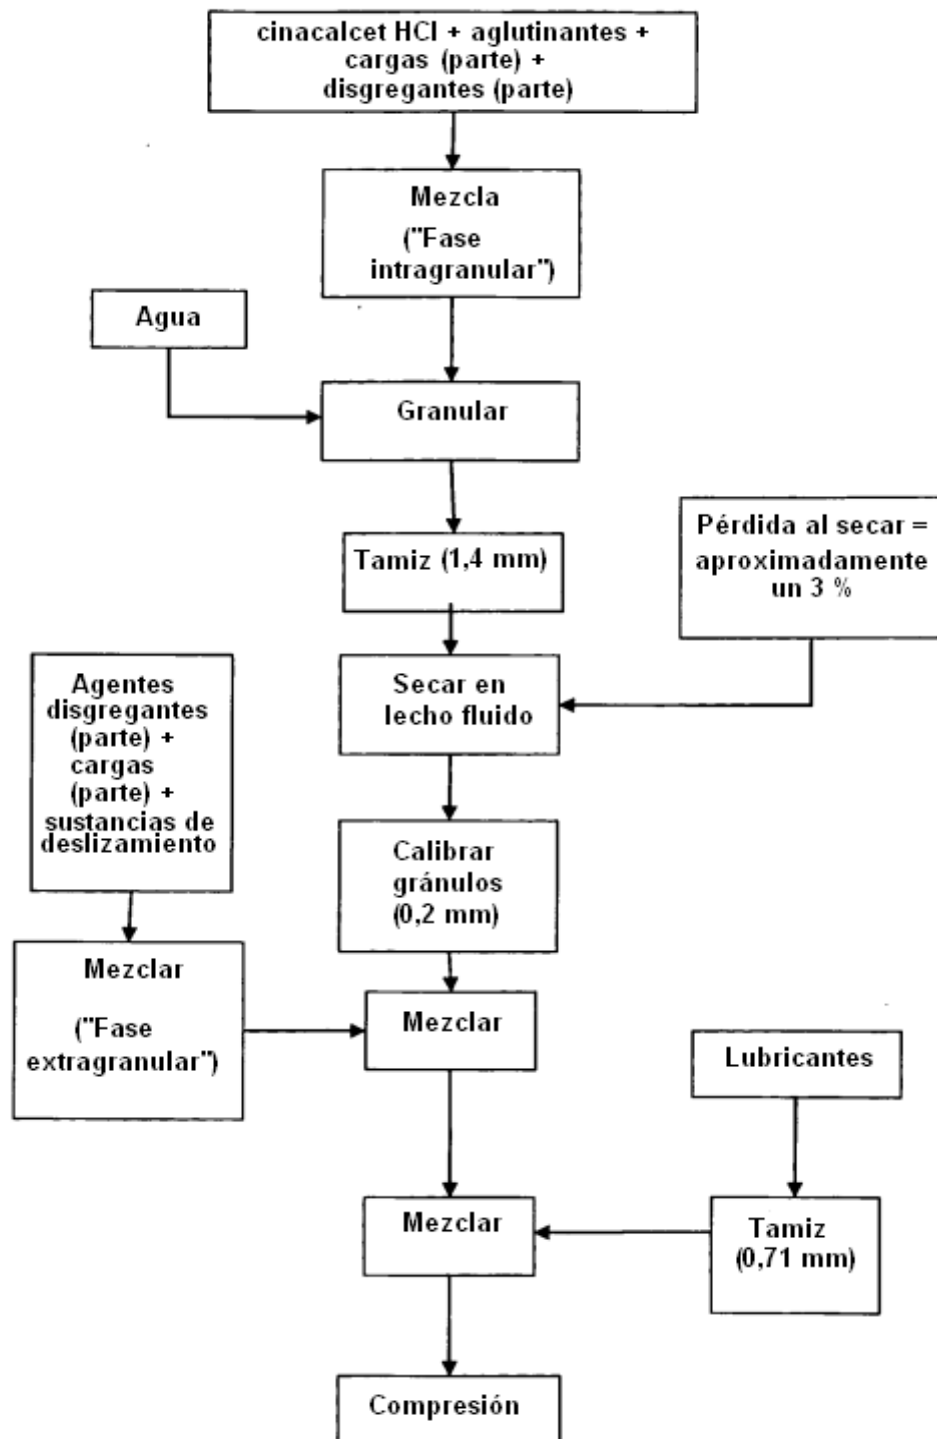 cinacalcet HCl + aglutinantes +
cargas (parte) +
disgregantes (parte)
Mezcla
("Fase
intragranular")
Agua
Granular
Tamiz (1,4 mm)
Pérdida al secar =
aproximadamente
un 3 %
Secar en
lecho fluido
Agentes
disgregantes
(parte) +
cargas
(parte) +
sustancias de
deslizamiento
Calibrar
gránulos
(0,2 mm)
Mezclar
("Fase
extragranular")
Mezclar
Lubricantes
Mezclar
Tamiz
(0,71 mm)
Compresión